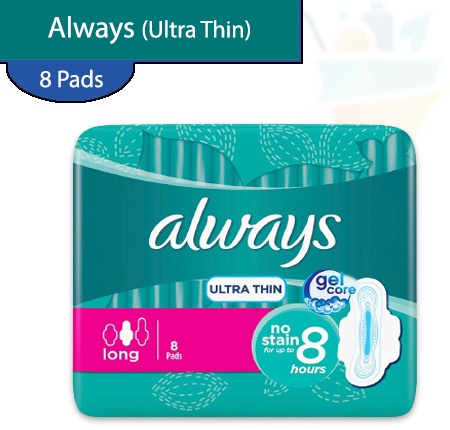 Always (Ultra Thin)
8 Pads
always
ULTRA THIN
gel
core
long
8
Pads
no
stain
for up to
8
hours